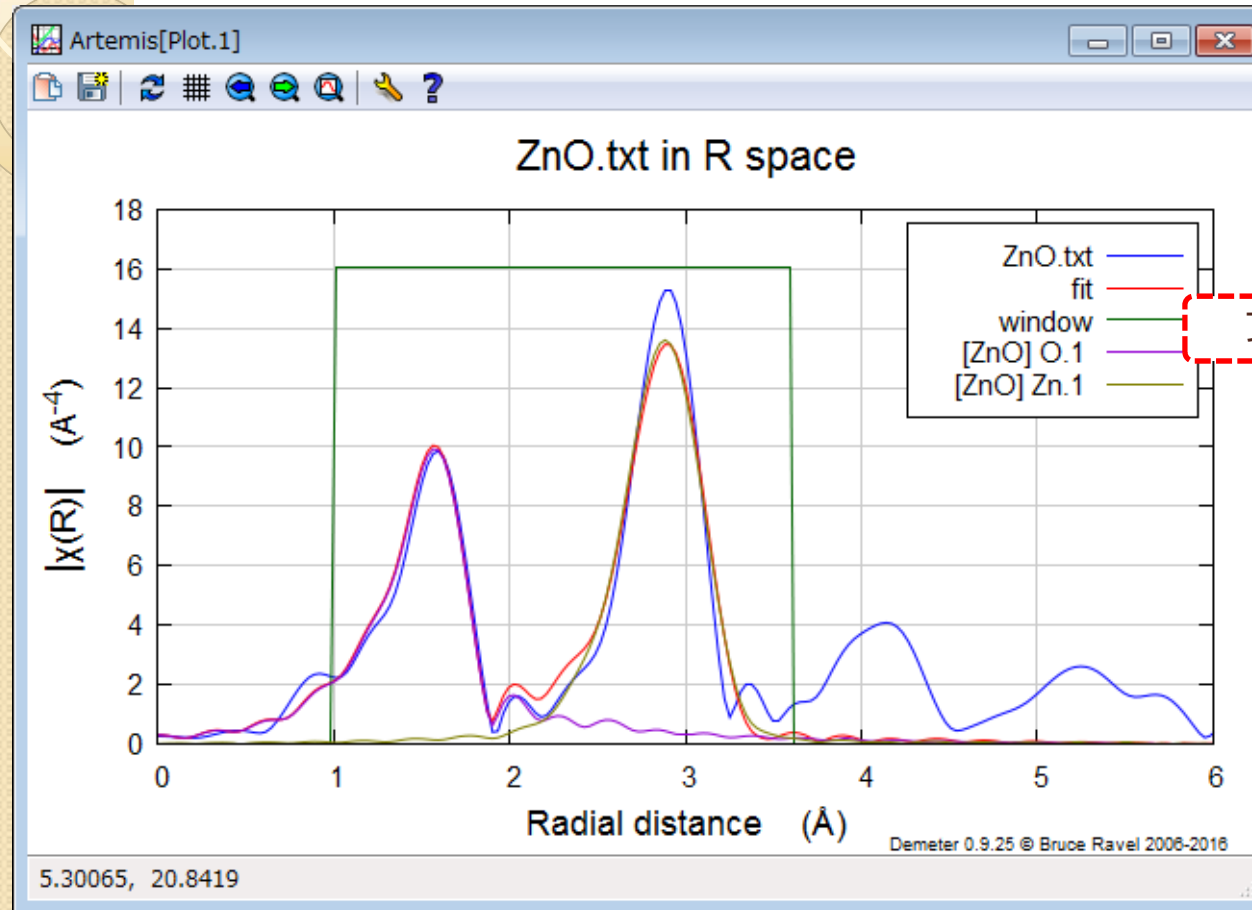 Artemis[Plot.1]
ZnO.txt in R space
ZnO.txt
fit
window
[ZnO] O.1
[ZnO] Zn.1
|χ(R)| (A⁻⁴)
18
16
14
12
10
8
6
4
2
0
0 1 2 3 4 5 6
Radial distance (Å)
Demeter 0.9.25 © Bruce Ravel 2006-2016
5.30065, 20.8419